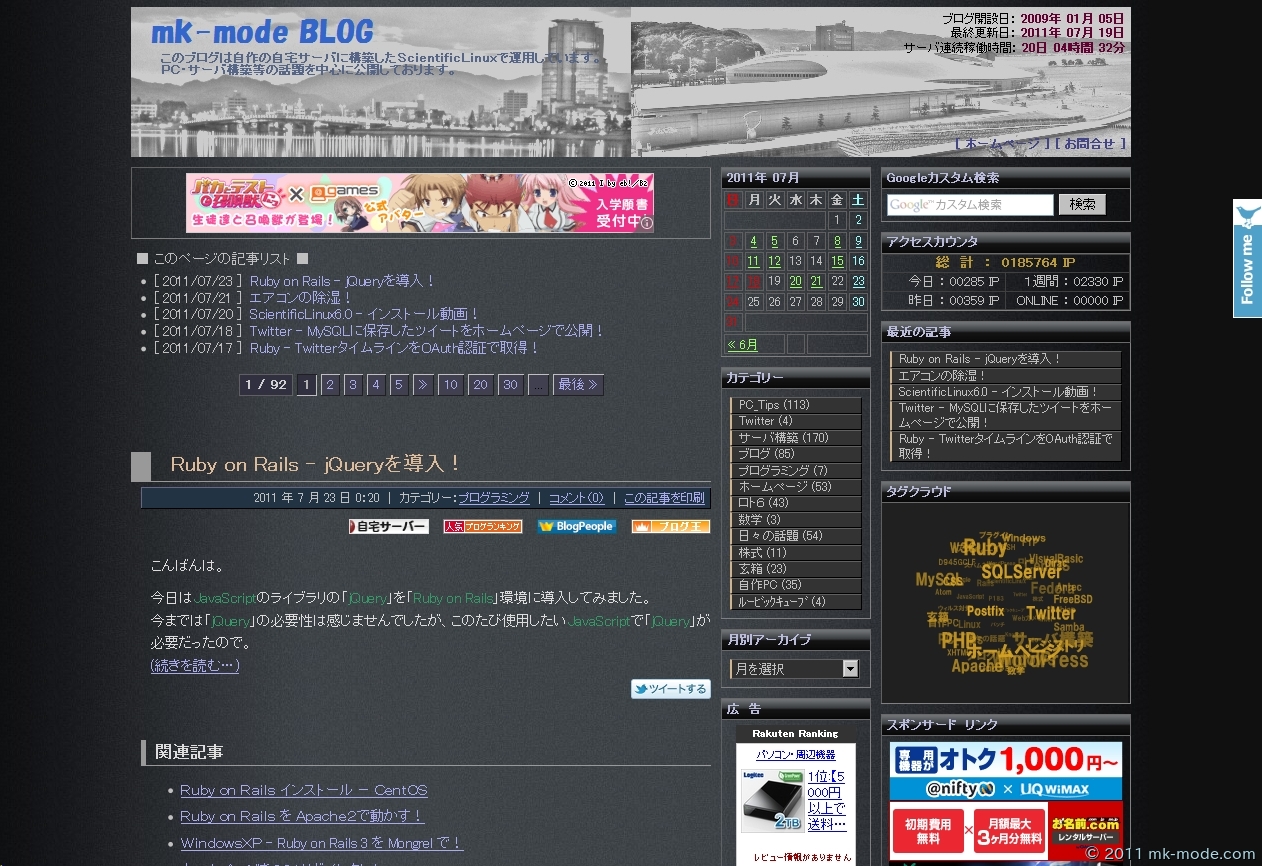 mk-mode BLOG
このブログは自作の自宅サーバに構築したScientificLinuxで運用しています。
PC・サーバ構築等の話題を中心に公開しております。
ブログ開設日: 2009年 01月 05日
最終更新日: 2011年 07月 19日
サーバ連続稼働時間: 20日 04時間 32分
[ ホームページ ] [ お問合せ ]
バカとテストと召喚獣 × @games
生徒達と召喚獣が登場!
公式アバター
入学願書
受付中
■ このページの記事リスト ■
• [ 2011/07/23 ] Ruby on Rails - jQueryを導入！
• [ 2011/07/21 ] エアコンの除湿！
• [ 2011/07/20 ] ScientificLinux6.0 - インストール動画！
• [ 2011/07/18 ] Twitter - MySQLに保存したツイートをホームページで公開！
• [ 2011/07/17 ] Ruby - TwitterタイムラインをOAuth認証で取得！
1 / 92 1 2 3 4 5 » 10 20 30 ... 最後 »
Ruby on Rails - jQueryを導入！
2011 年 7 月 23 日 0:20 | カテゴリー:プログラミング | コメント(0) | この記事を印刷
自宅サーバー 人気ブログランキング BlogPeople ブログ王
こんばんは。
今日はJavaScriptのライブラリの「jQuery」を「Ruby on Rails」環境に導入してみました。
今までは「jQuery」の必要性は感じませんでしたが、このたび使用したいJavaScriptで「jQuery」が
必要だったので。
(続きを読む…)
ツイートする
関連記事
• Ruby on Rails インストール － CentOS
• Ruby on Rails を Apache2で動かす！
• WindowsXP - Ruby on Rails 3 を Mongrel で！
2011年 07月
日 月 火 水 木 金 土
1 2
3 4 5 6 7 8 9
10 11 12 13 14 15 16
17 18 19 20 21 22 23
24 25 26 27 28 29 30
31
« 6月
カテゴリー
PC_Tips (113)
Twitter (4)
サーバ構築 (170)
ブログ (85)
プログラミング (7)
ホームページ (53)
ロト6 (43)
数学 (3)
日々の話題 (54)
株式 (11)
玄箱 (23)
自作PC (35)
ルービックキューブ (4)
月別アーカイブ
月を選択
広 告
Rakuten Ranking
パソコン・周辺機器
Logitec
2TB
1位:【5
000円
以上で
送料…
レビュー情報がありません
Googleカスタム検索
Google™カスタム検索 検索
アクセスカウンタ
総 計 ： 0185764 IP
今日：00285 IP 1週間：02330 IP
昨日：00359 IP ONLINE：00000 IP
最近の記事
Ruby on Rails - jQueryを導入！
エアコンの除湿！
ScientificLinux6.0 - インストール動画！
Twitter - MySQLに保存したツイートをホー
ムページで公開！
Ruby - TwitterタイムラインをOAuth認証で
取得！
タグクラウド
Windows
Ruby
VisualBasic
D945GCLF
SQLServer
MySQL
css
Fedora
FreeBSD
Atom
Postfix
Twitter
玄箱
Samba
自作PC
Linux
PHP
サーバ構築
ホームページ
WordPress
Apache
数学
スポンサード リンク
専用機器が オトク 1,000円～
@nifty × UQ WiMAX
初期費用
無料
×
月額最大
3ヶ月分無料
お名前.com
レンタルサーバー
Follow me
© 2011 mk-mode.com